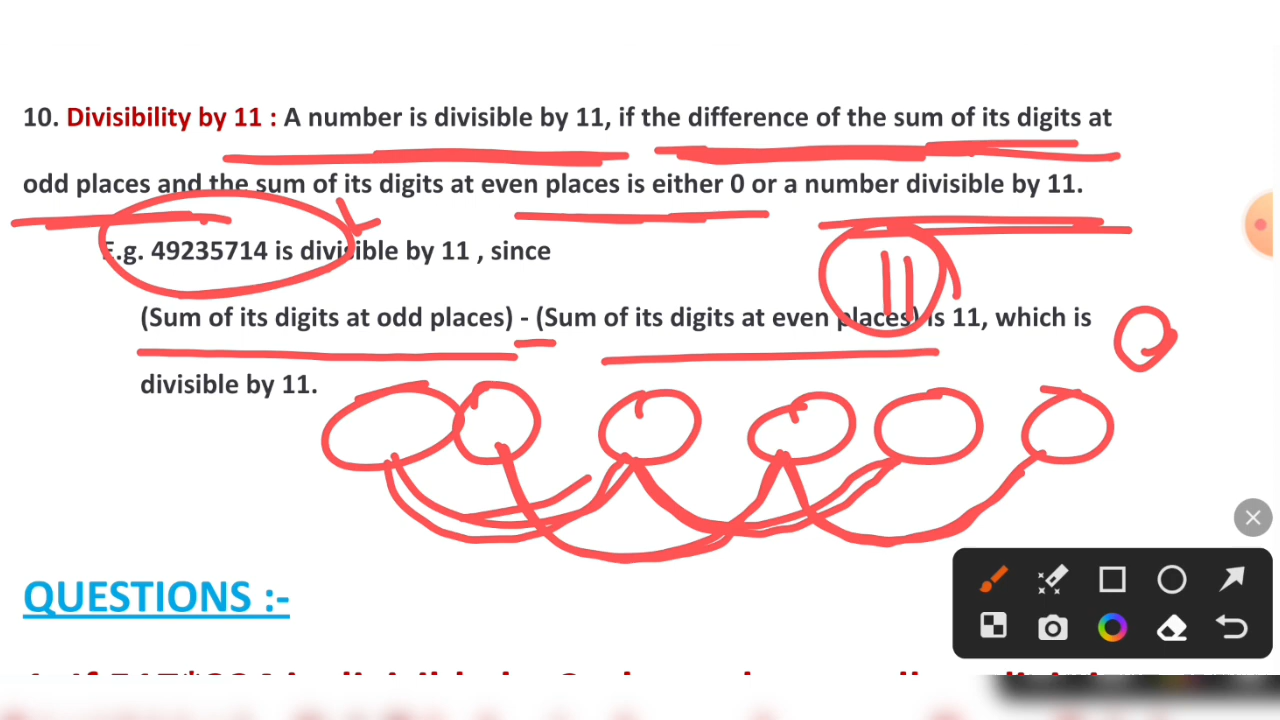 10. Divisibility by 11 : A number is divisible by 11, if the difference of the sum of its digits at
odd places and the sum of its digits at even places is either 0 or a number divisible by 11.
E.g. 49235714 is divisible by 11 , since
11
(Sum of its digits at odd places) - (Sum of its digits at even places) is 11, which is
0
divisible by 11.
QUESTIONS :-